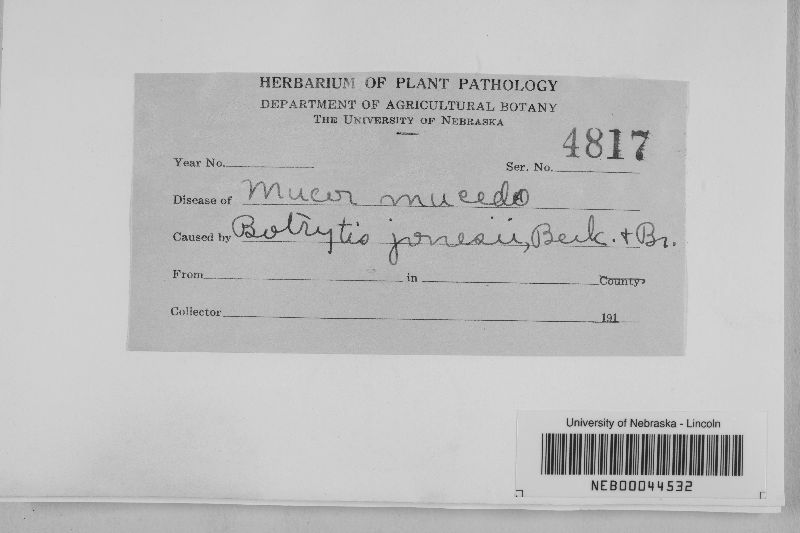 HERBARIUM OF PLANT PATHOLOGY
DEPARTMENT OF AGRICULTURAL BOTANY
THE UNIVERSITY OF NEBRASKA
4817
Year No. Ser. No.
Disease of Mucor mucedo
Caused by Botrytis jonesii, Berk. + Br.
From in County,
Collector 191
University of Nebraska - Lincoln
NEB00044532